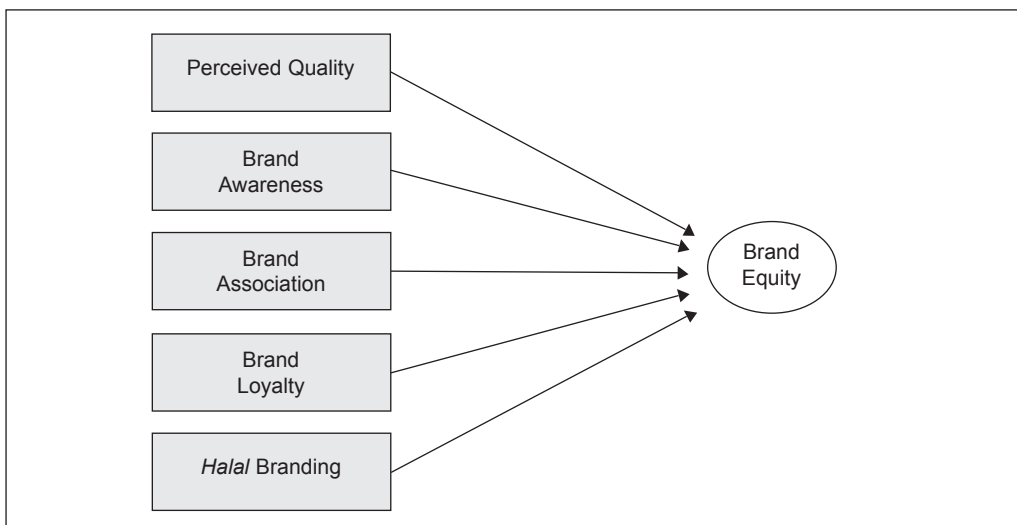 Perceived Quality
Brand
Awareness
Brand
Association
Brand
Loyalty
Halal Branding
Brand
Equity